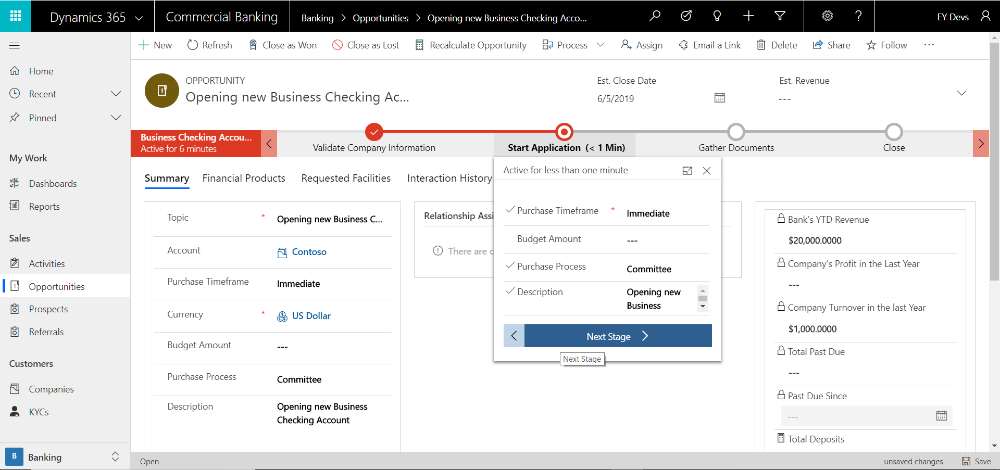 Dynamics 365
Commercial Banking
Banking > Opportunities > Opening new Business Checking Acco...
EY Devs
New
Refresh
Close as Won
Close as Lost
Recalculate Opportunity
Process
Assign
Email a Link
Delete
Share
Follow
...
Home
Recent
Pinned
My Work
Dashboards
Reports
Sales
Activities
Opportunities
Prospects
Referrals
Customers
Companies
KYCs
B
Banking
OPPORTUNITY
Opening new Business Checking Ac...
Est. Close Date
6/5/2019
Est. Revenue
---
Business Checking Accou...
Active for 6 minutes
Validate Company Information
Start Application (< 1 Min)
Gather Documents
Close
Summary
Financial Products
Requested Facilities
Interaction History
Topic * Opening new Business C...
Account Contoso
Purchase Timeframe Immediate
Currency * US Dollar
Budget Amount ---
Purchase Process Committee
Description Opening new Business
Checking Account
Relationship Assi
There are
Active for less than one minute
Purchase Timeframe * Immediate
Budget Amount ---
Purchase Process Committee
Description Opening new
Business
Next Stage
Next Stage
Bank's YTD Revenue
$20,000.0000
Company's Profit in the Last Year
---
Company Turnover in the last Year
$1,000.0000
Total Past Due
---
Past Due Since
---
Total Deposits
Open
unsaved changes
Save